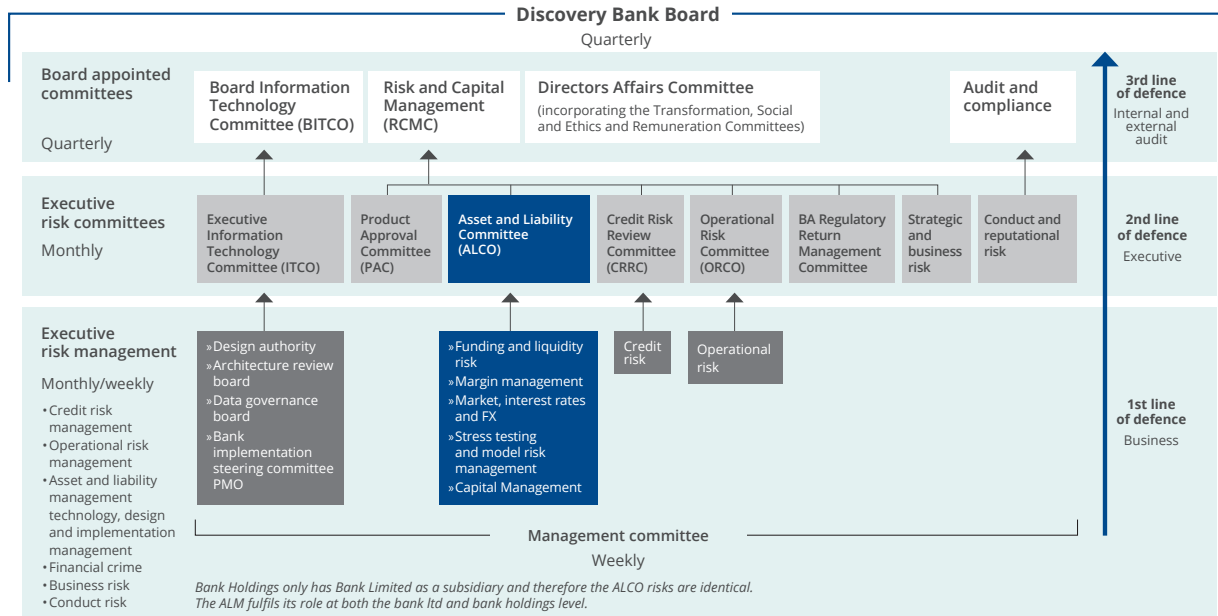 Discovery Bank Board
Quarterly
Board appointed
committees
Quarterly
Board Information
Technology
Committee (BITCO)
Risk and Capital
Management
(RCMC)
Directors Affairs Committee
(incorporating the Transformation, Social
and Ethics and Remuneration Committees)
Audit and
compliance
3rd line
of defence
Internal and
external
audit
Executive
risk committees
Monthly
Executive
Information
Technology
Committee (ITCO)
Product
Approval
Committee
(PAC)
Asset and Liability
Committee
(ALCO)
Credit Risk
Review
Committee
(CRRC)
Operational
Risk
Committee
(ORCO)
BA Regulatory
Return
Management
Committee
Strategic
and
business
risk
Conduct and
reputational
risk
2nd line
of defence
Executive
Executive
risk management
Monthly/weekly
• Credit risk
management
• Operational risk
management
• Asset and liability
management
technology, design
and implementation
management
• Financial crime
• Business risk
• Conduct risk
» Design authority
» Architecture review
board
» Data governance
board
» Bank
implementation
steering committee
PMO
» Funding and liquidity
risk
» Margin management
» Market, interest rates
and FX
» Stress testing
and model risk
management
» Capital Management
Credit
risk
Operational
risk
1st line
of defence
Business
Management committee
Weekly
Bank Holdings only has Bank Limited as a subsidiary and therefore the ALCO risks are identical.
The ALM fulfils its role at both the bank ltd and bank holdings level.